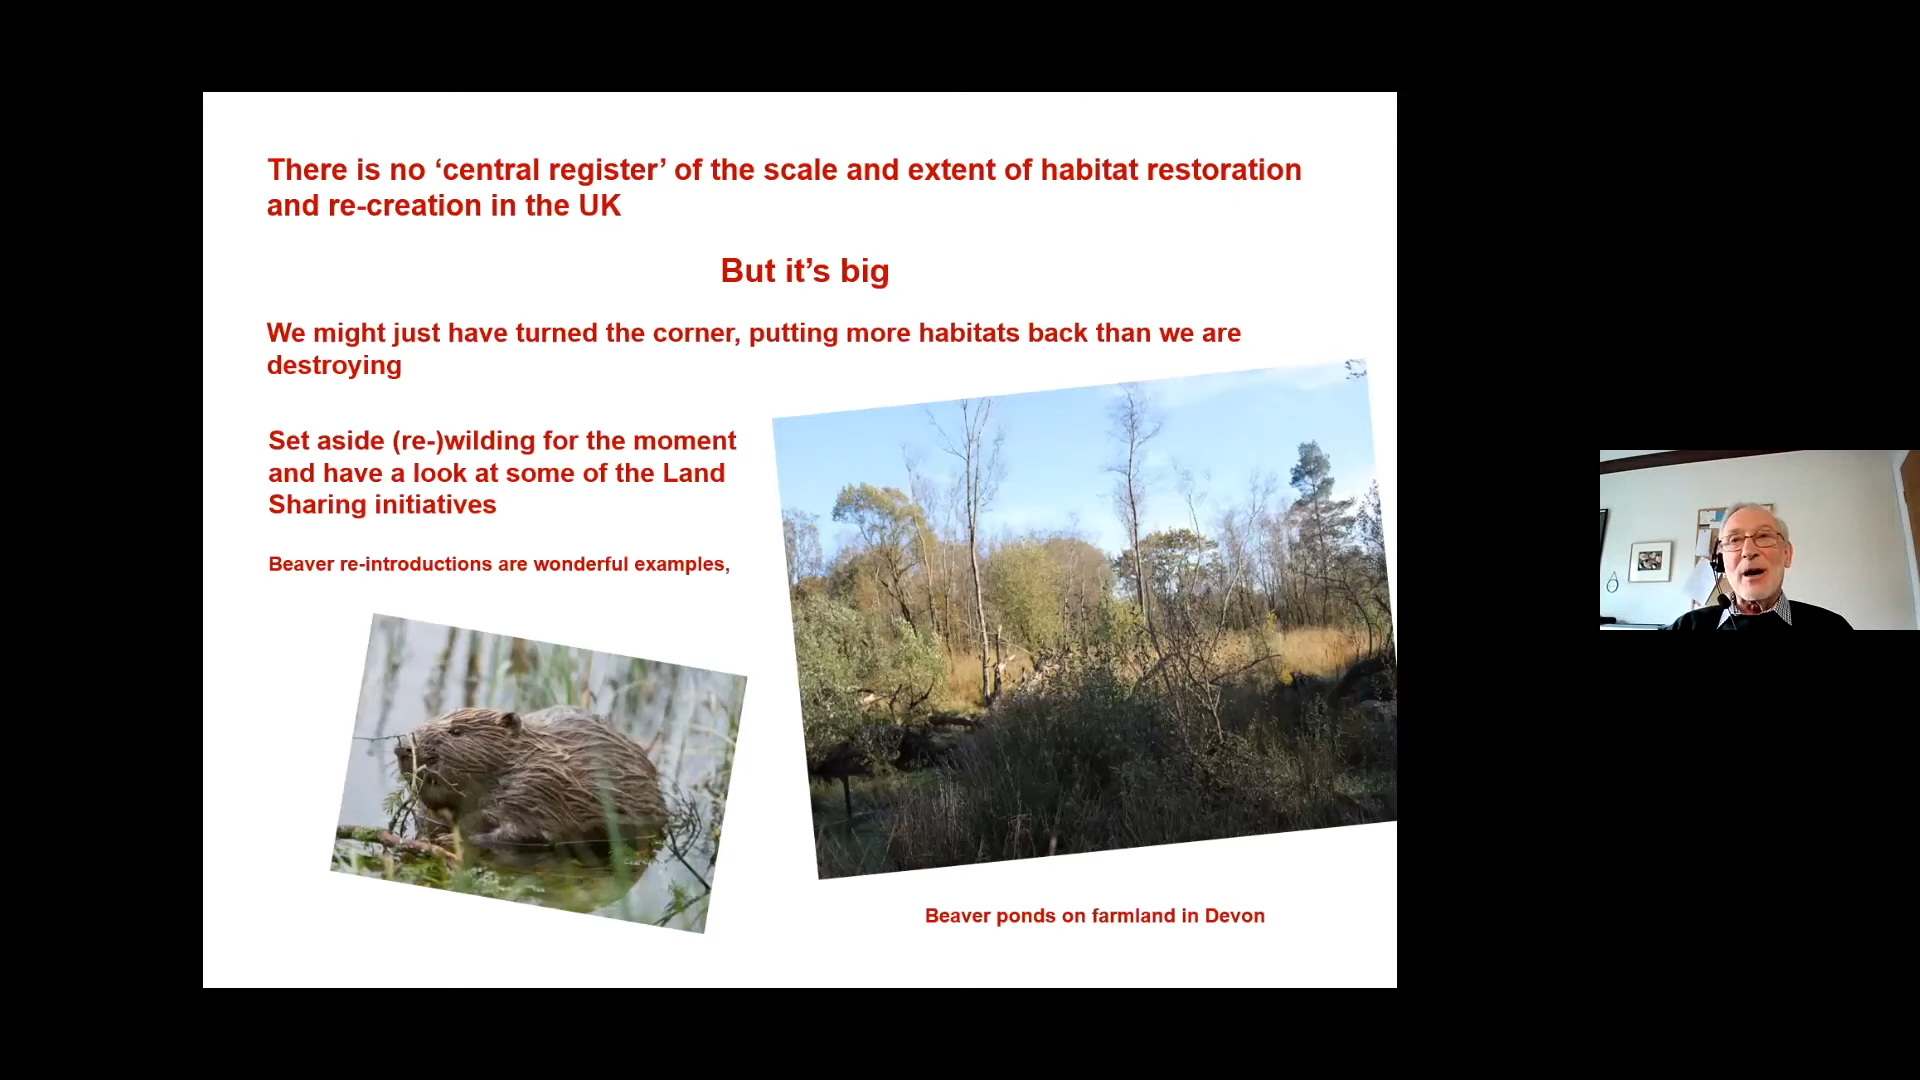 There is no ‘central register’ of the scale and extent of habitat restoration
and re-creation in the UK
But it’s big
We might just have turned the corner, putting more habitats back than we are
destroying
Set aside (re-)wilding for the moment
and have a look at some of the Land
Sharing initiatives
Beaver re-introductions are wonderful examples,
Beaver ponds on farmland in Devon